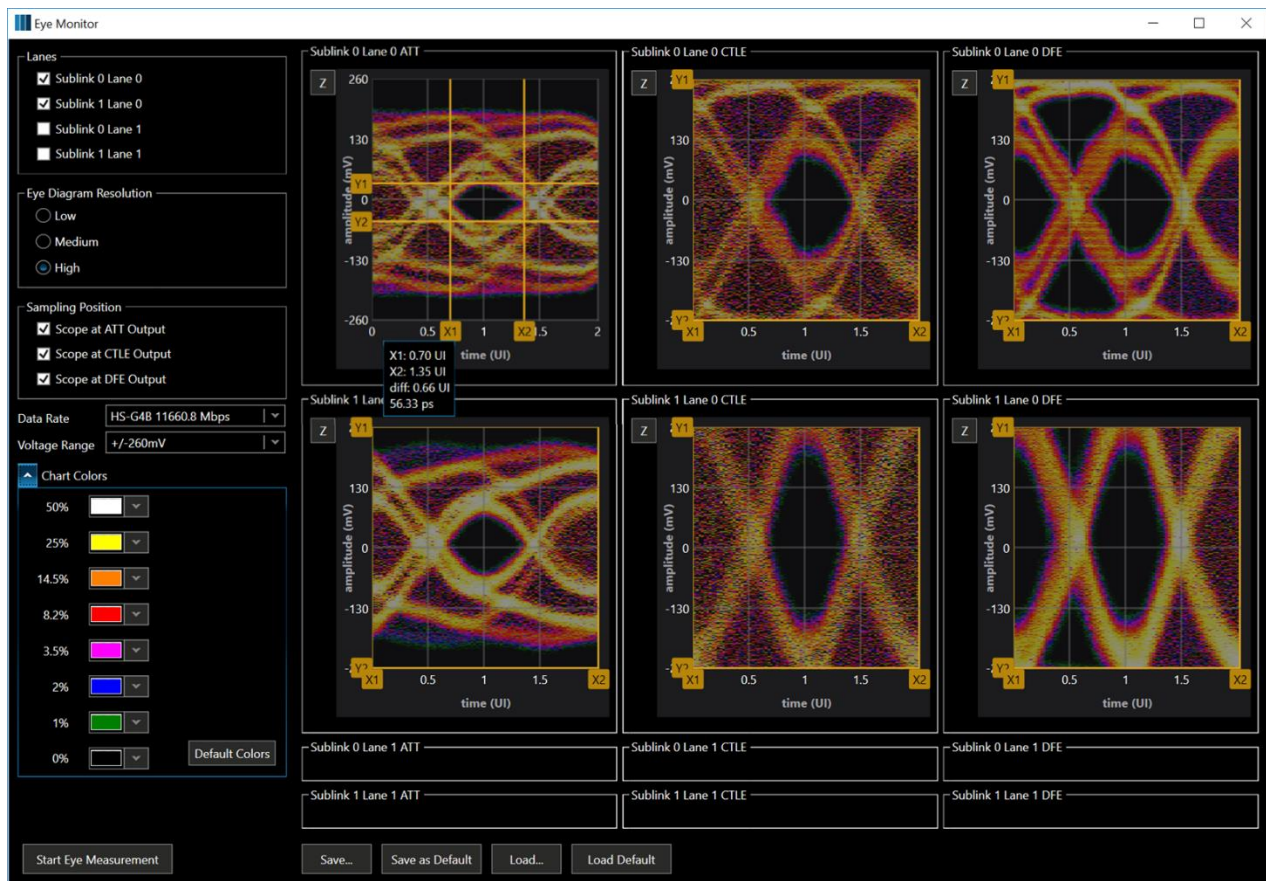 Eye Monitor
Lanes
Sublink 0 Lane 0
Sublink 1 Lane 0
Sublink 0 Lane 1
Sublink 1 Lane 1
Eye Diagram Resolution
Low
Medium
High
Sampling Position
Scope at ATT Output
Scope at CTLE Output
Scope at DFE Output
Data Rate HS-G4B 11660.8 Mbps
Voltage Range +/-260mV
Chart Colors
50%
25%
14.5%
8.2%
3.5%
2%
1%
0%
Default Colors
Start Eye Measurement
Sublink 0 Lane 0 ATT
Z
260
130
Y1
0
Y2
-130
-260
amplitude (mV)
0 0.5 X1 1 X2 1.5 2
time (UI)
X1: 0.70 UI
X2: 1.35 UI
diff: 0.66 UI
56.33 ps
Sublink 0 Lane 0 CTLE
Z
Y1
130
0
-130
Y2
amplitude (mV)
X1 0.5 1 1.5 X2
time (UI)
Sublink 0 Lane 0 DFE
Z
Y1
130
0
-130
Y2
amplitude (mV)
X1 0.5 1 1.5 X2
time (UI)
Sublink 1 Lane
Z
Y1
130
0
-130
Y2
amplitude (mV)
X1 0.5 1 1.5 X2
time (UI)
Sublink 1 Lane 0 CTLE
Z
Y1
130
0
-130
Y2
amplitude (mV)
X1 0.5 1 1.5 X2
time (UI)
Sublink 1 Lane 0 DFE
Z
Y1
130
0
-130
Y2
amplitude (mV)
X1 0.5 1 1.5 X2
time (UI)
Sublink 0 Lane 1 ATT
Sublink 0 Lane 1 CTLE
Sublink 0 Lane 1 DFE
Sublink 1 Lane 1 ATT
Sublink 1 Lane 1 CTLE
Sublink 1 Lane 1 DFE
Save...
Save as Default
Load...
Load Default